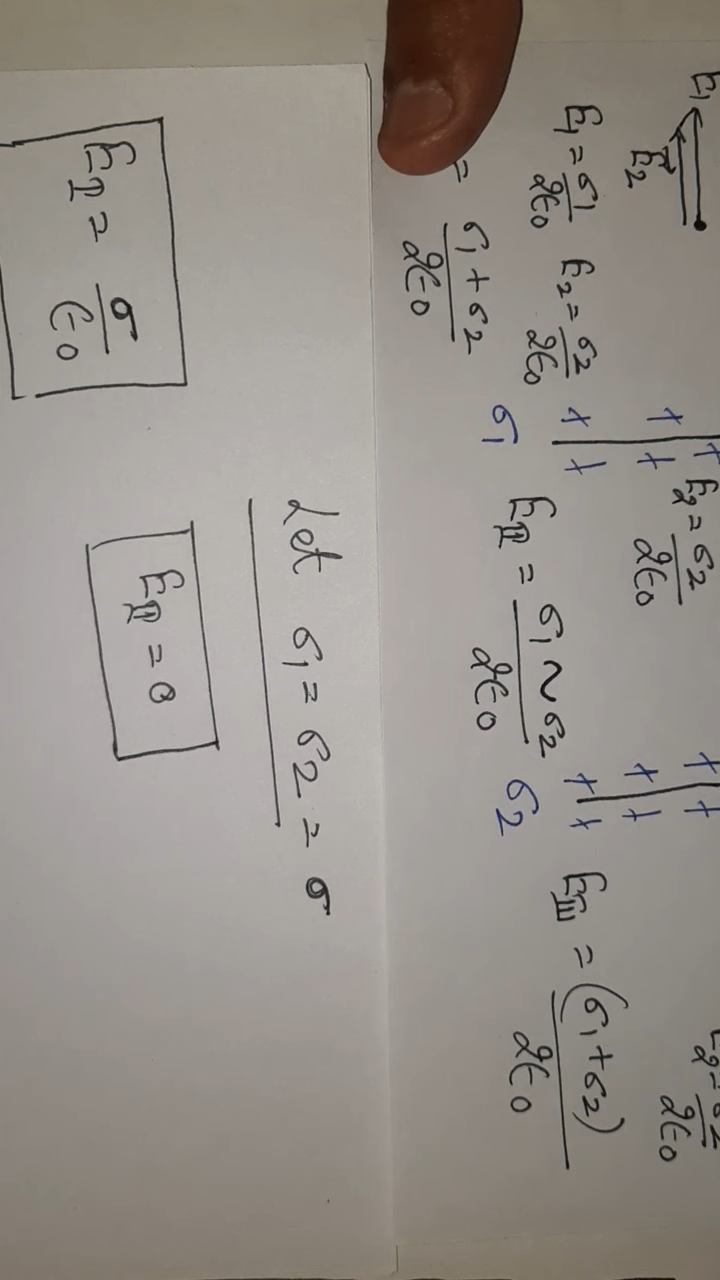 E₁ E₂
E₂ = σ₂/2ϵ₀
E₁ = σ₁/2ϵ₀ E₂ = σ₂/2ϵ₀
+ + + + + +
+ + + + + +
= σ₁ + σ₂/2ϵ₀
σ₁
E_II = σ₁ ~ σ₂/2ϵ₀
σ₂
E_III = (σ₁ + σ₂)/2ϵ₀
Let σ₁ = σ₂ = σ
E_I = σ/ϵ₀
E_II = 0